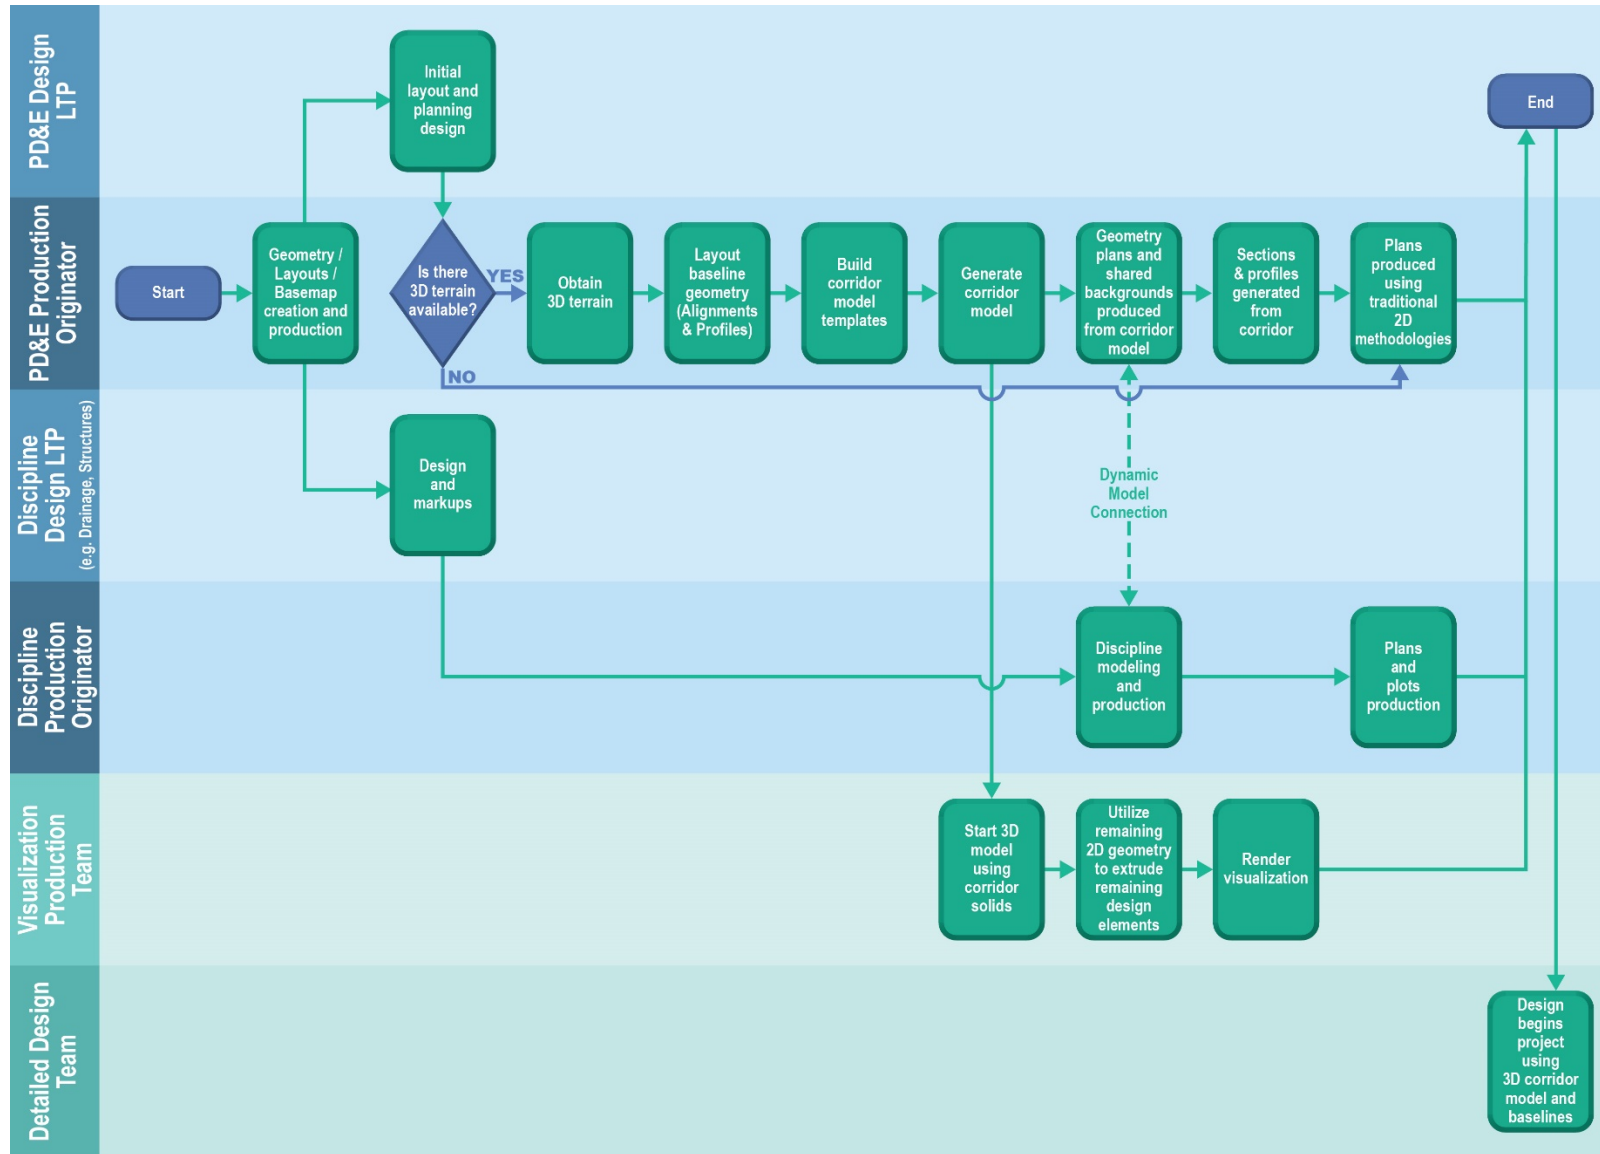 PD&E Design
LTP
Initial
layout and
planning
design
End
PD&E Production
Originator
Start
Geometry /
Layouts /
Basemap
creation and
production
Is there
3D terrain
available?
YES
NO
Obtain
3D terrain
Layout
baseline
geometry
(Alignments
& Profiles)
Build
corridor
model
templates
Generate
corridor
model
Geometry
plans and
shared
backgrounds
produced
from corridor
model
Sections
& profiles
generated
from
corridor
Plans
produced
using
traditional
2D
methodologies
Discipline
Design LTP
(e.g. Drainage, Structures)
Design
and
markups
Dynamic
Model
Connection
Discipline
Production
Originator
Discipline
modeling
and
production
Plans
and
plots
production
Visualization
Production
Team
Start 3D
model
using
corridor
solids
Utilize
remaining
2D geometry
to extrude
remaining
design
elements
Render
visualization
Detailed Design
Team
Design
begins
project
using
3D corridor
model and
baselines